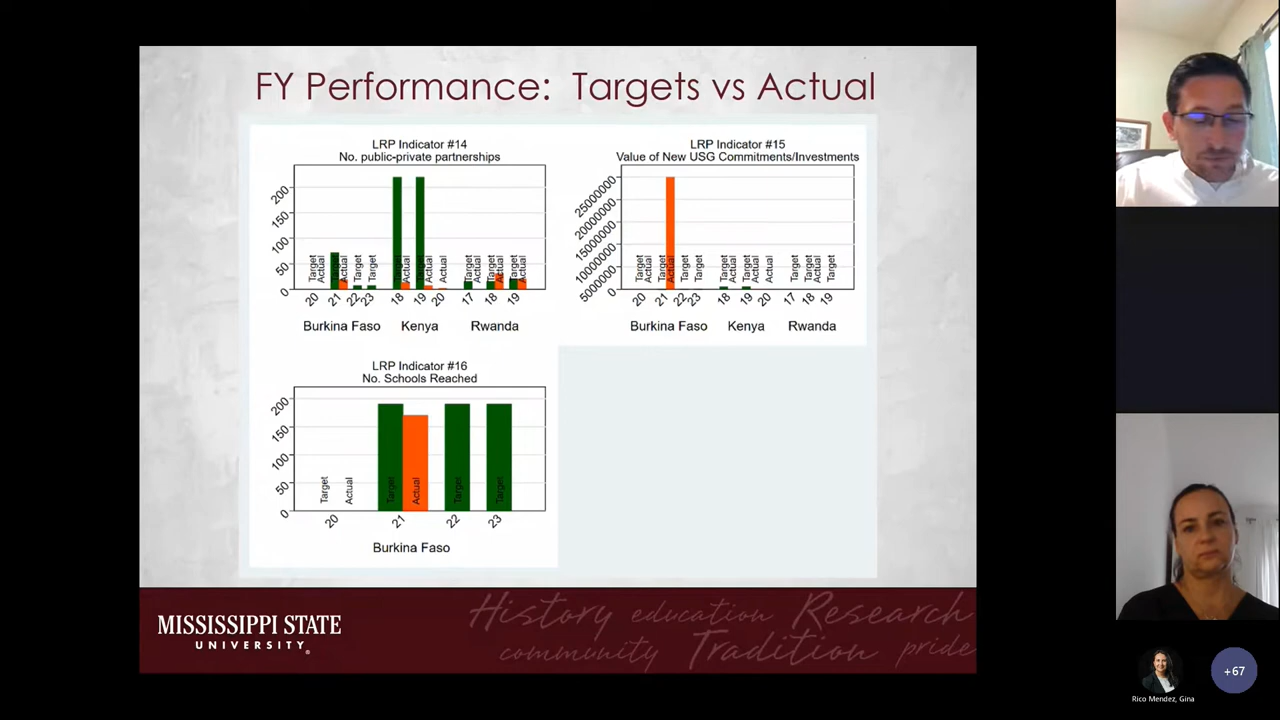 FY Performance: Targets vs Actual
LRP Indicator #14
No. public-private partnerships
200
150
100
50
0
Target
Actual
Target
Actual
Target
Target
Target
Actual
Target
Actual
Actual
Target
Actual
Target
Actual
Target
Actual
20
21
22
23
18
19
20
17
18
19
Burkina Faso
Kenya
Rwanda
LRP Indicator #15
Value of New USG Commitments/Investments
25000000
20000000
15000000
10000000
5000000
0
Target
Actual
Target
Actual
Target
Target
Target
Actual
Target
Actual
Actual
Target
Target
Target
20
21
22
23
18
19
20
17
18
19
Burkina Faso
Kenya
Rwanda
LRP Indicator #16
No. Schools Reached
200
150
100
50
0
Target
Actual
Target
Actual
Target
Target
20
21
22
23
Burkina Faso
MISSISSIPPI STATE
UNIVERSITY
History education Research
community Tradition pride
Rico Mendez, Gina
+67